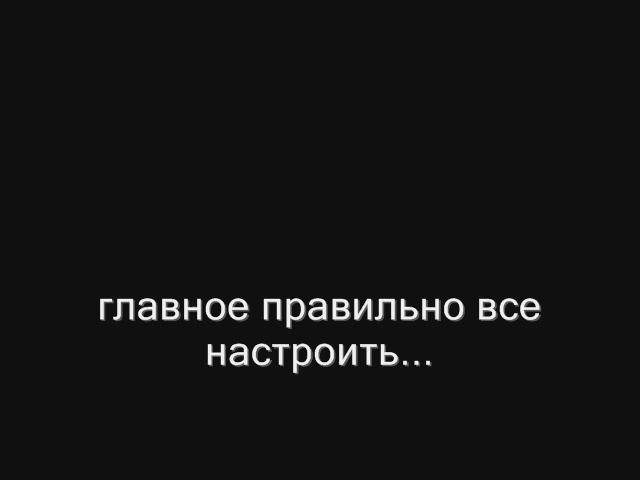 главное правильно все
настроить...